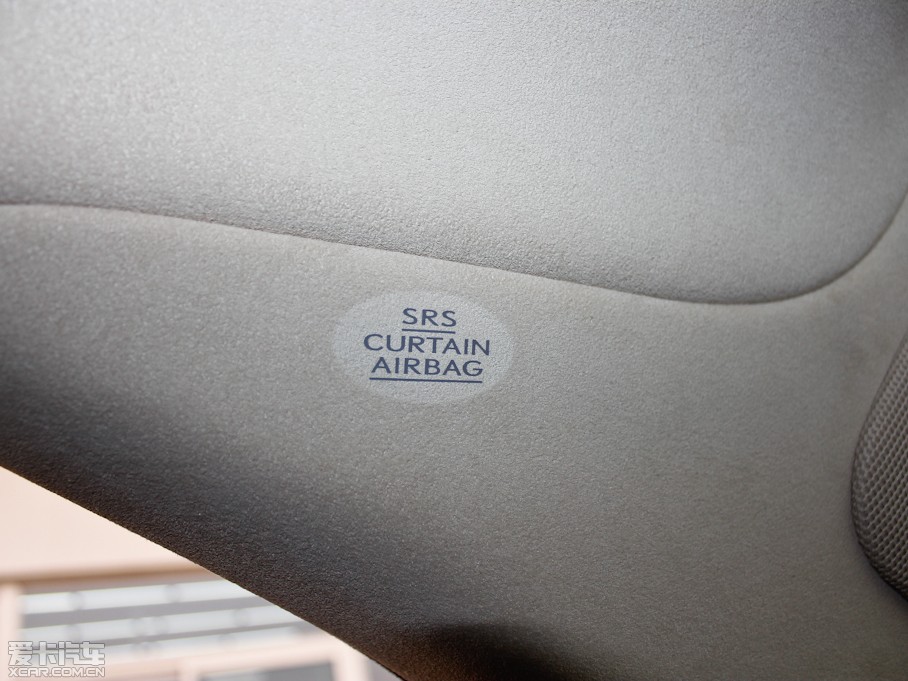 SRS
CURTAIN
AIRBAG
爱卡汽车
XCAR.COM.CN